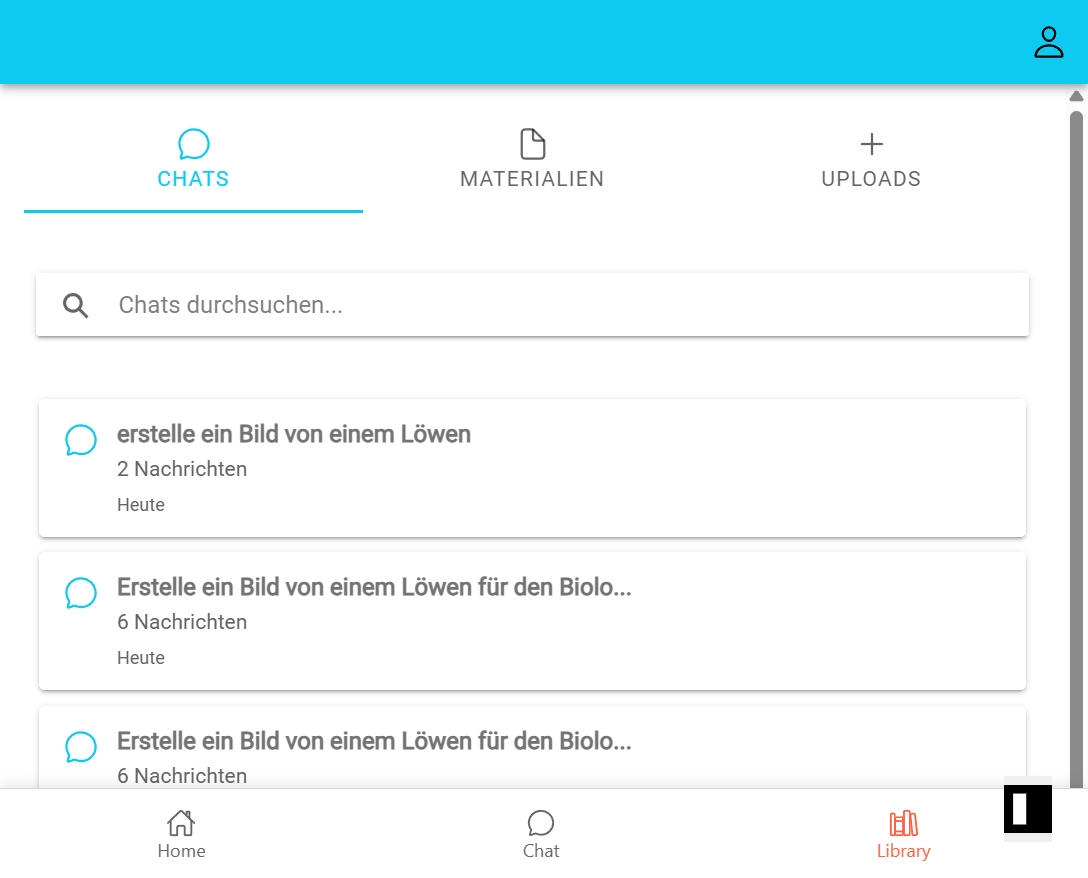 CHATS
MATERIALIEN
UPLOADS
Chats durchsuchen...
erstelle ein Bild von einem Löwen
2 Nachrichten
Heute
Erstelle ein Bild von einem Löwen für den Biolo...
6 Nachrichten
Heute
Erstelle ein Bild von einem Löwen für den Biolo...
6 Nachrichten
Home
Chat
Library